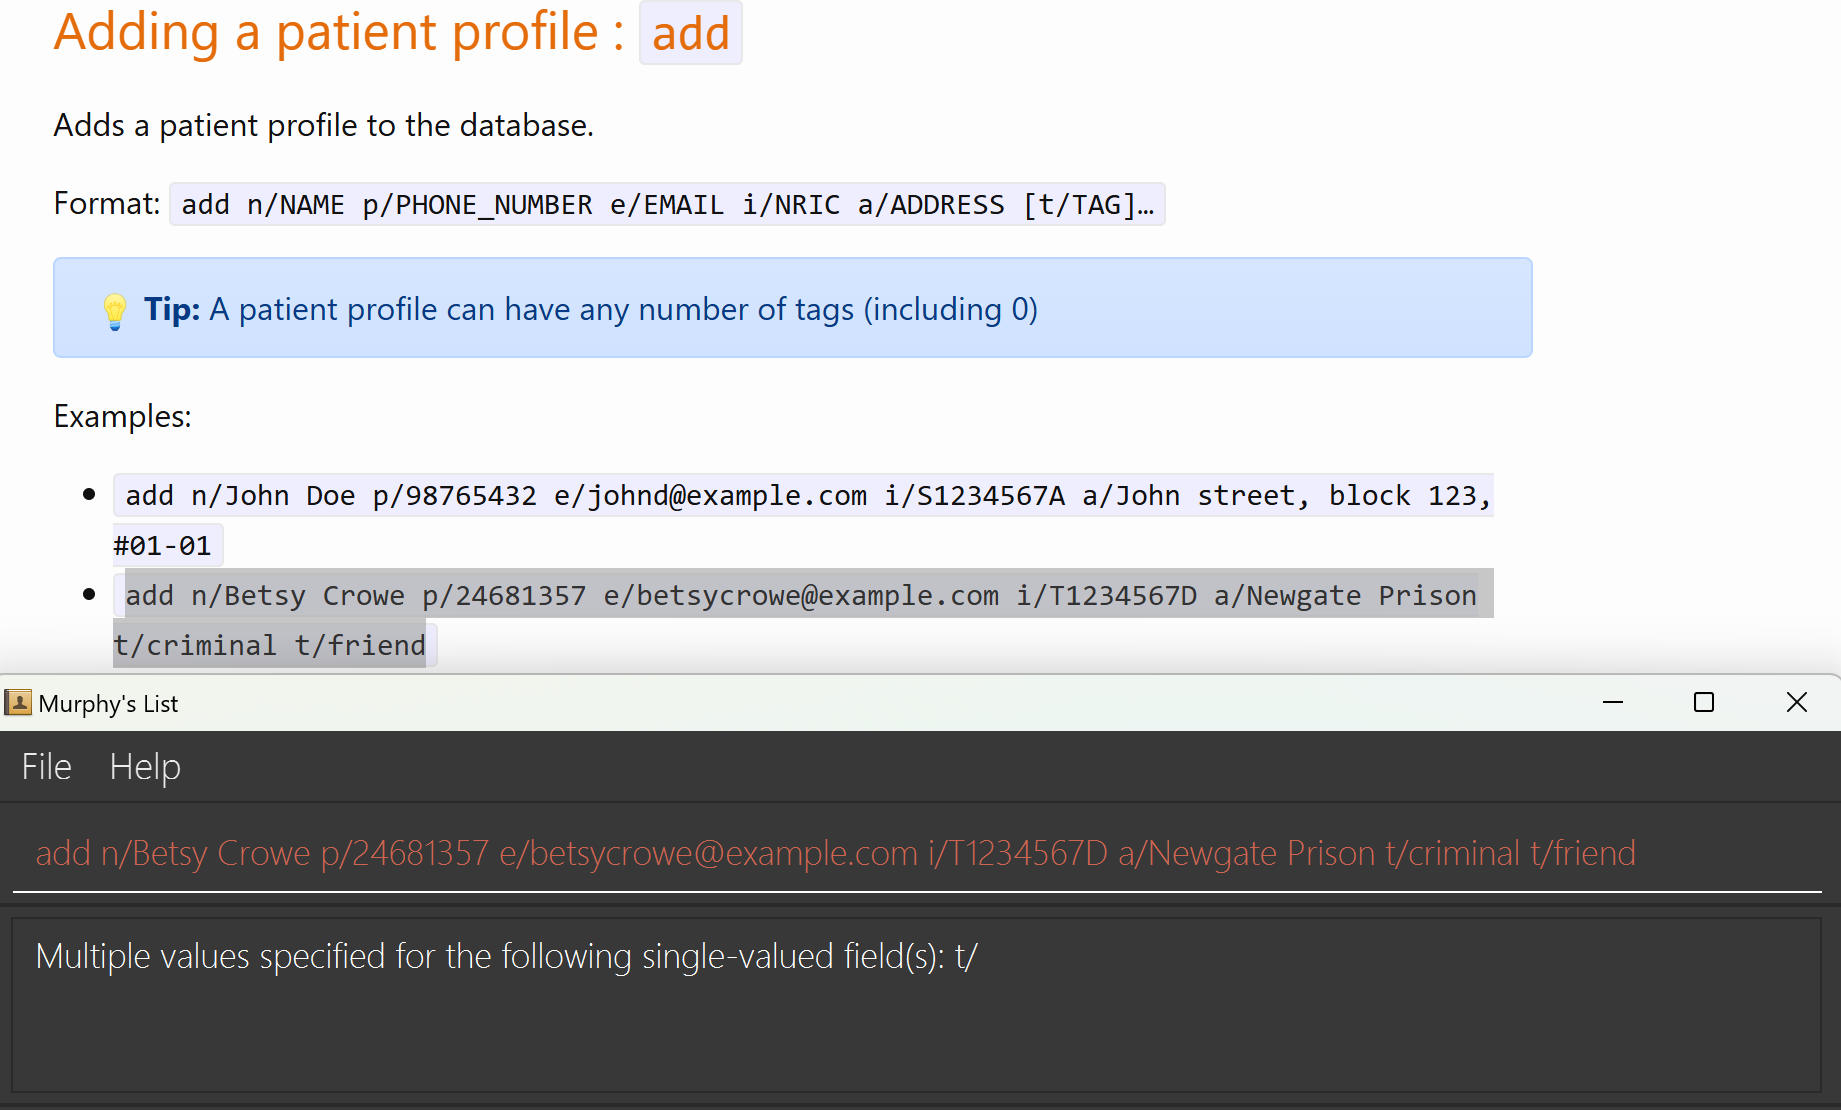 Adding a patient profile : add
Adds a patient profile to the database.
Format: add n/NAME p/PHONE_NUMBER e/EMAIL i/NRIC a/ADDRESS [t/TAG]…
💡 Tip: A patient profile can have any number of tags (including 0)
Examples:
• add n/John Doe p/98765432 e/johnd@example.com i/S1234567A a/John street, block 123,
#01-01
• add n/Betsy Crowe p/24681357 e/betsycrowe@example.com i/T1234567D a/Newgate Prison
t/criminal t/friend
Murphy's List
File Help
add n/Betsy Crowe p/24681357 e/betsycrowe@example.com i/T1234567D a/Newgate Prison t/criminal t/friend
Multiple values specified for the following single-valued field(s): t/